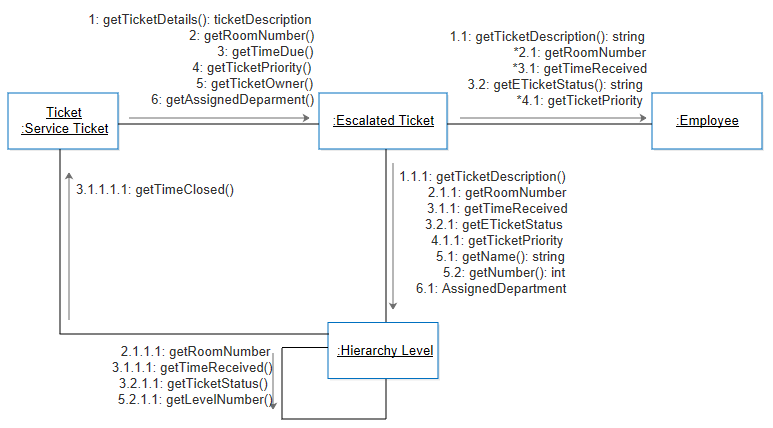 1: getTicketDetails(): ticketDescription
2: getRoomNumber()
3: getTimeDue()
4: getTicketPriority()
5: getTicketOwner()
6: getAssignedDeparment()
1.1: getTicketDescription(): string
*2.1: getRoomNumber
*3.1: getTimeReceived
3.2: getETicketStatus(): string
*4.1: getTicketPriority
Ticket
:Service Ticket
:Escalated Ticket
:Employee
3.1.1.1.1: getTimeClosed()
1.1.1: getTicketDescription()
2.1.1: getRoomNumber
3.1.1: getTimeReceived
3.2.1: getETicketStatus
4.1.1: getTicketPriority
5.1: getName(): string
5.2: getNumber(): int
6.1: AssignedDepartment
:Hierarchy Level
2.1.1.1: getRoomNumber
3.1.1.1: getTimeReceived()
3.2.1.1: getTicketStatus()
5.2.1.1: getLevelNumber()